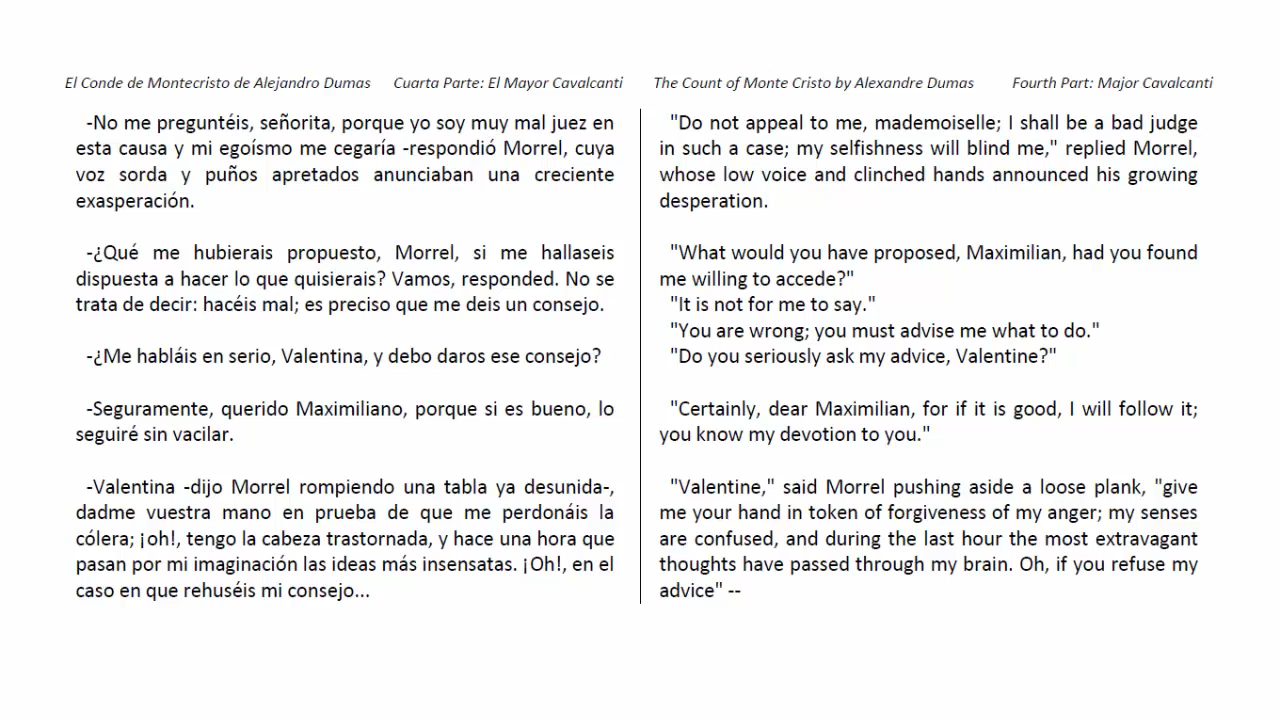 El Conde de Montecristo de Alejandro Dumas Cuarta Parte: El Mayor Cavalcanti
-No me preguntéis, señorita, porque yo soy muy mal juez en
esta causa y mi egoísmo me cegaría -respondió Morrel, cuya
voz sorda y puños apretados anunciaban una creciente
exasperación.
-¿Qué me hubierais propuesto, Morrel, si me hallaseis
dispuesta a hacer lo que quisierais? Vamos, responded. No se
trata de decir: hacéis mal; es preciso que me deis un consejo.
-¿Me habláis en serio, Valentina, y debo daros ese consejo?
-Seguramente, querido Maximiliano, porque si es bueno, lo
seguiré sin vacilar.
-Valentina -dijo Morrel rompiendo una tabla ya desunida-,
dadme vuestra mano en prueba de que me perdonáis la
cólera; ¡oh!, tengo la cabeza trastornada, y hace una hora que
pasan por mi imaginación las ideas más insensatas. ¡Oh!, en el
caso en que rehuséis mi consejo...
The Count of Monte Cristo by Alexandre Dumas Fourth Part: Major Cavalcanti
"Do not appeal to me, mademoiselle; I shall be a bad judge
in such a case; my selfishness will blind me," replied Morrel,
whose low voice and clinched hands announced his growing
desperation.
"What would you have proposed, Maximilian, had you found
me willing to accede?"
"It is not for me to say."
"You are wrong; you must advise me what to do."
"Do you seriously ask my advice, Valentine?"
"Certainly, dear Maximilian, for if it is good, I will follow it;
you know my devotion to you."
"Valentine," said Morrel pushing aside a loose plank, "give
me your hand in token of forgiveness of my anger; my senses
are confused, and during the last hour the most extravagant
thoughts have passed through my brain. Oh, if you refuse my
advice" --